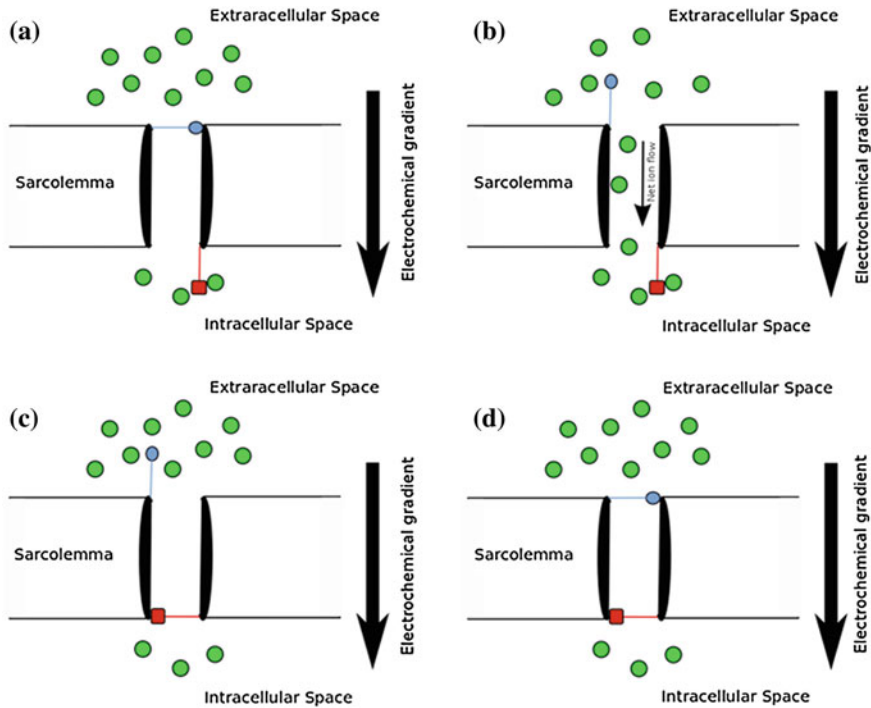 (a)
Extraracellular Space
Sarcolemma
Electrochemical gradient
Intracellular Space
(b)
Extraracellular Space
Sarcolemma
Net ion flow
Electrochemical gradient
Intracellular Space
(c)
Extraracellular Space
Sarcolemma
Electrochemical gradient
Intracellular Space
(d)
Extraracellular Space
Sarcolemma
Electrochemical gradient
Intracellular Space